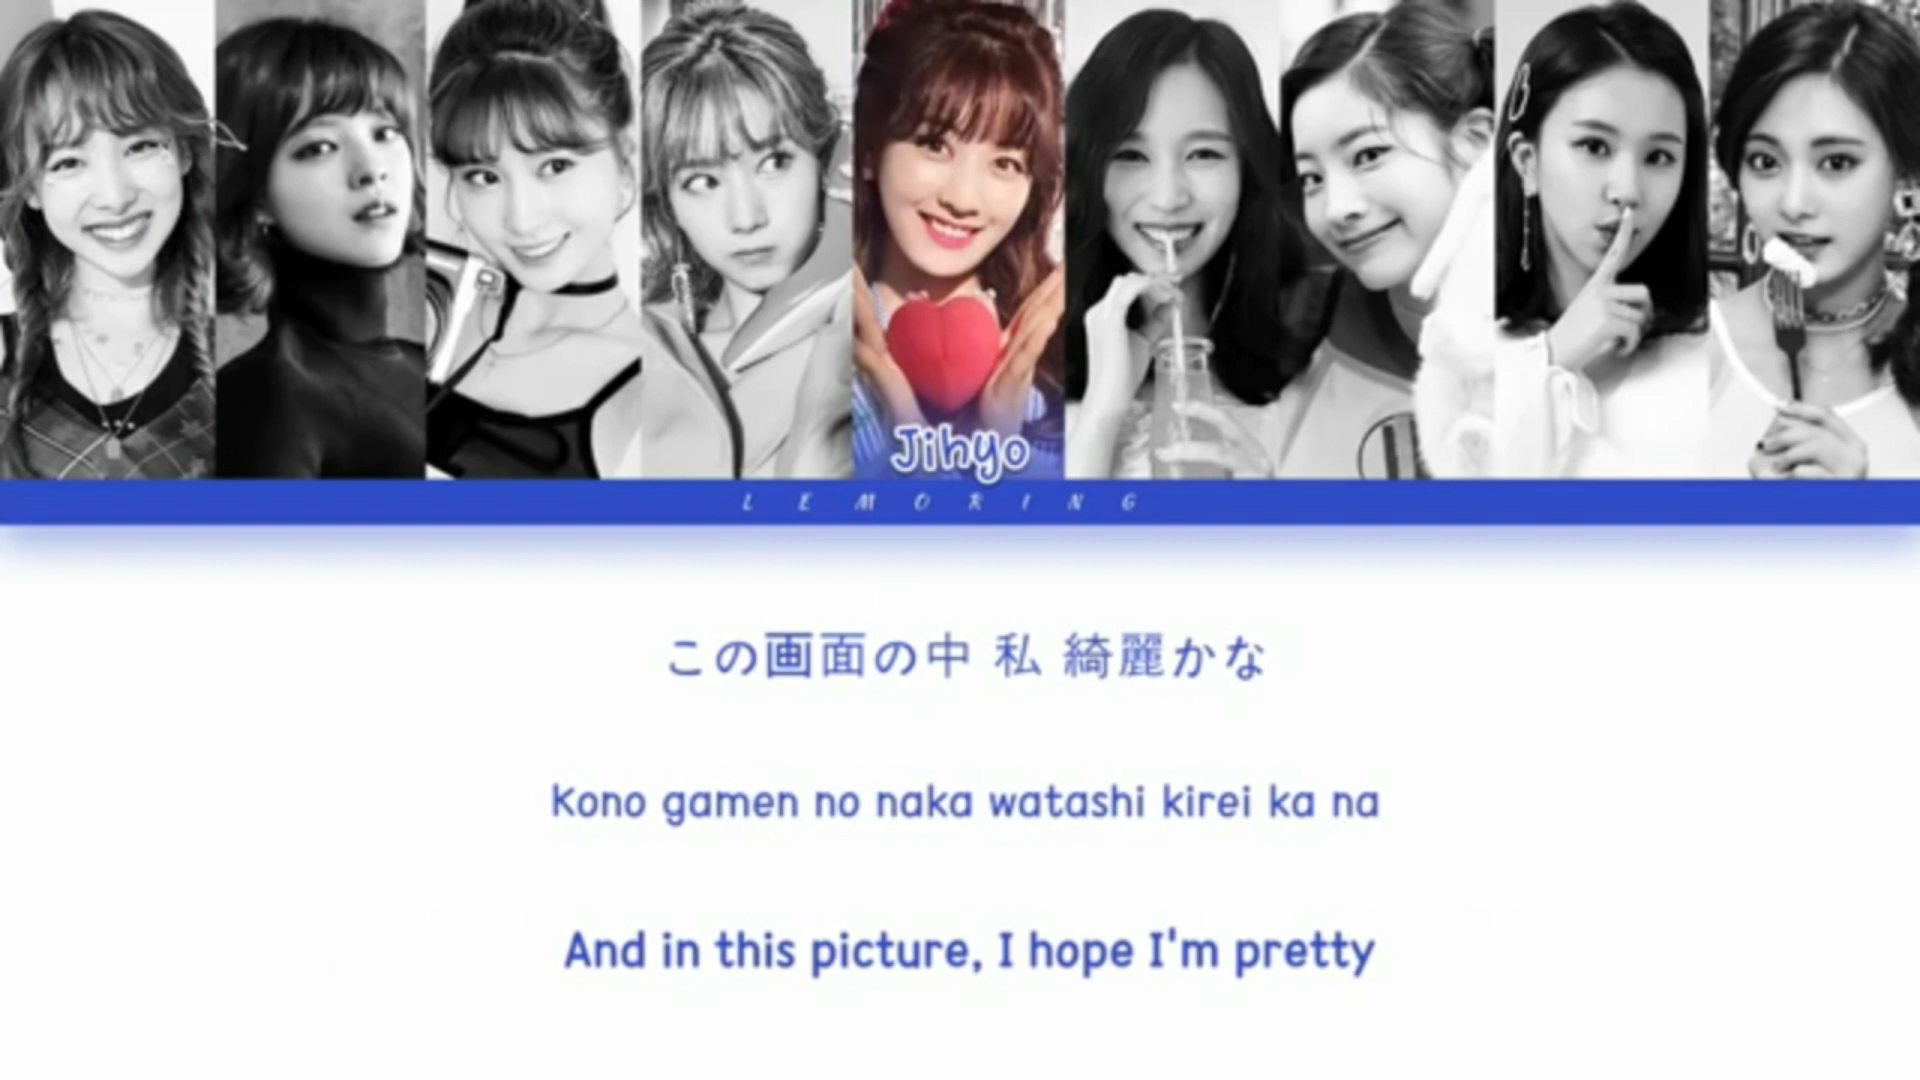 Jihyo
LEMORING
この画面の中 私 綺麗かな
Kono gamen no naka watashi kirei ka na
And in this picture, I hope I'm pretty